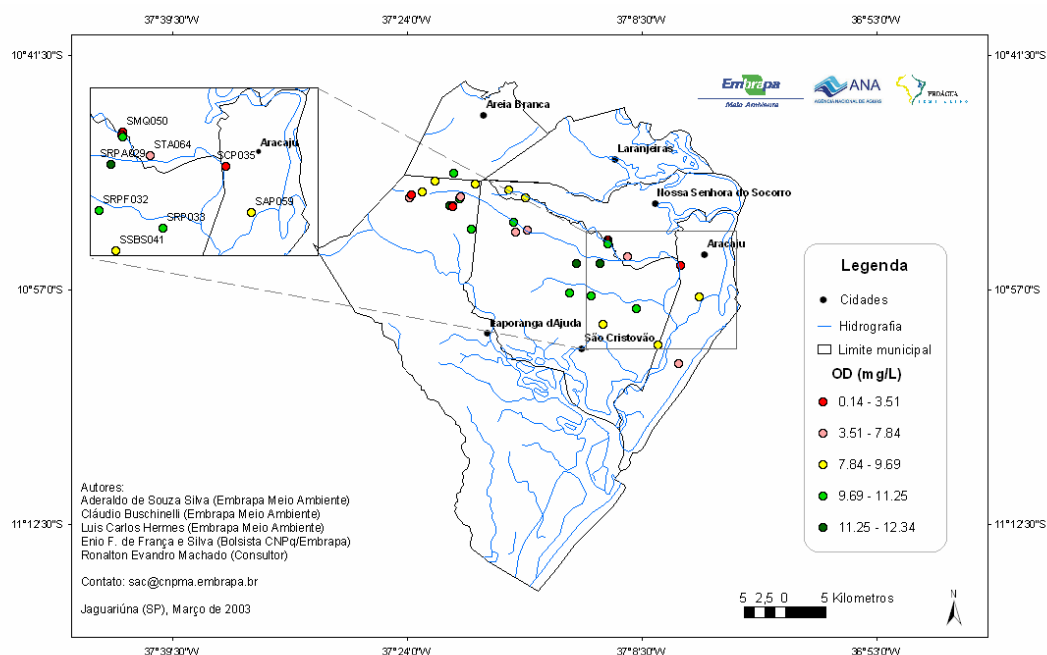 37°39'30"W
37°24'0"W
37°8'30"W
36°53'0"W
10°41'30"S
10°41'30"S
Embrapa
Meio Ambiente
ANA
AGÊNCIA NACIONAL DE ÁGUAS
PROÁGUA
Areia Branca
Laranjeiras
Nossa Senhora do Socorro
Aracaju
Itaporanga dAjuda
São Cristovão
SMQ050
STA064
SRPA029
SCP035
Aracaju
SRPF032
SAP059
SRP033
SSBS041
10°57'0"S
10°57'0"S
Legenda
Cidades
Hidrografia
Limite municipal
OD (mg/L)
0.14 - 3.51
3.51 - 7.84
7.84 - 9.69
9.69 - 11.25
11.25 - 12.34
Autores:
Aderaldo de Souza Silva (Embrapa Meio Ambiente)
Cláudio Buschinelli (Embrapa Meio Ambiente)
Luis Carlos Hermes (Embrapa Meio Ambiente)
Enio F. de França e Silva (Bolsista CNPq/Embrapa)
Ronalton Evandro Machado (Consultor)
Contato: sac@cnpma.embrapa.br
Jaguariúna (SP), Março de 2003
11°12'30"S
11°12'30"S
5 2,5 0 5 Kilometros
N
37°39'30"W
37°24'0"W
37°8'30"W
36°53'0"W